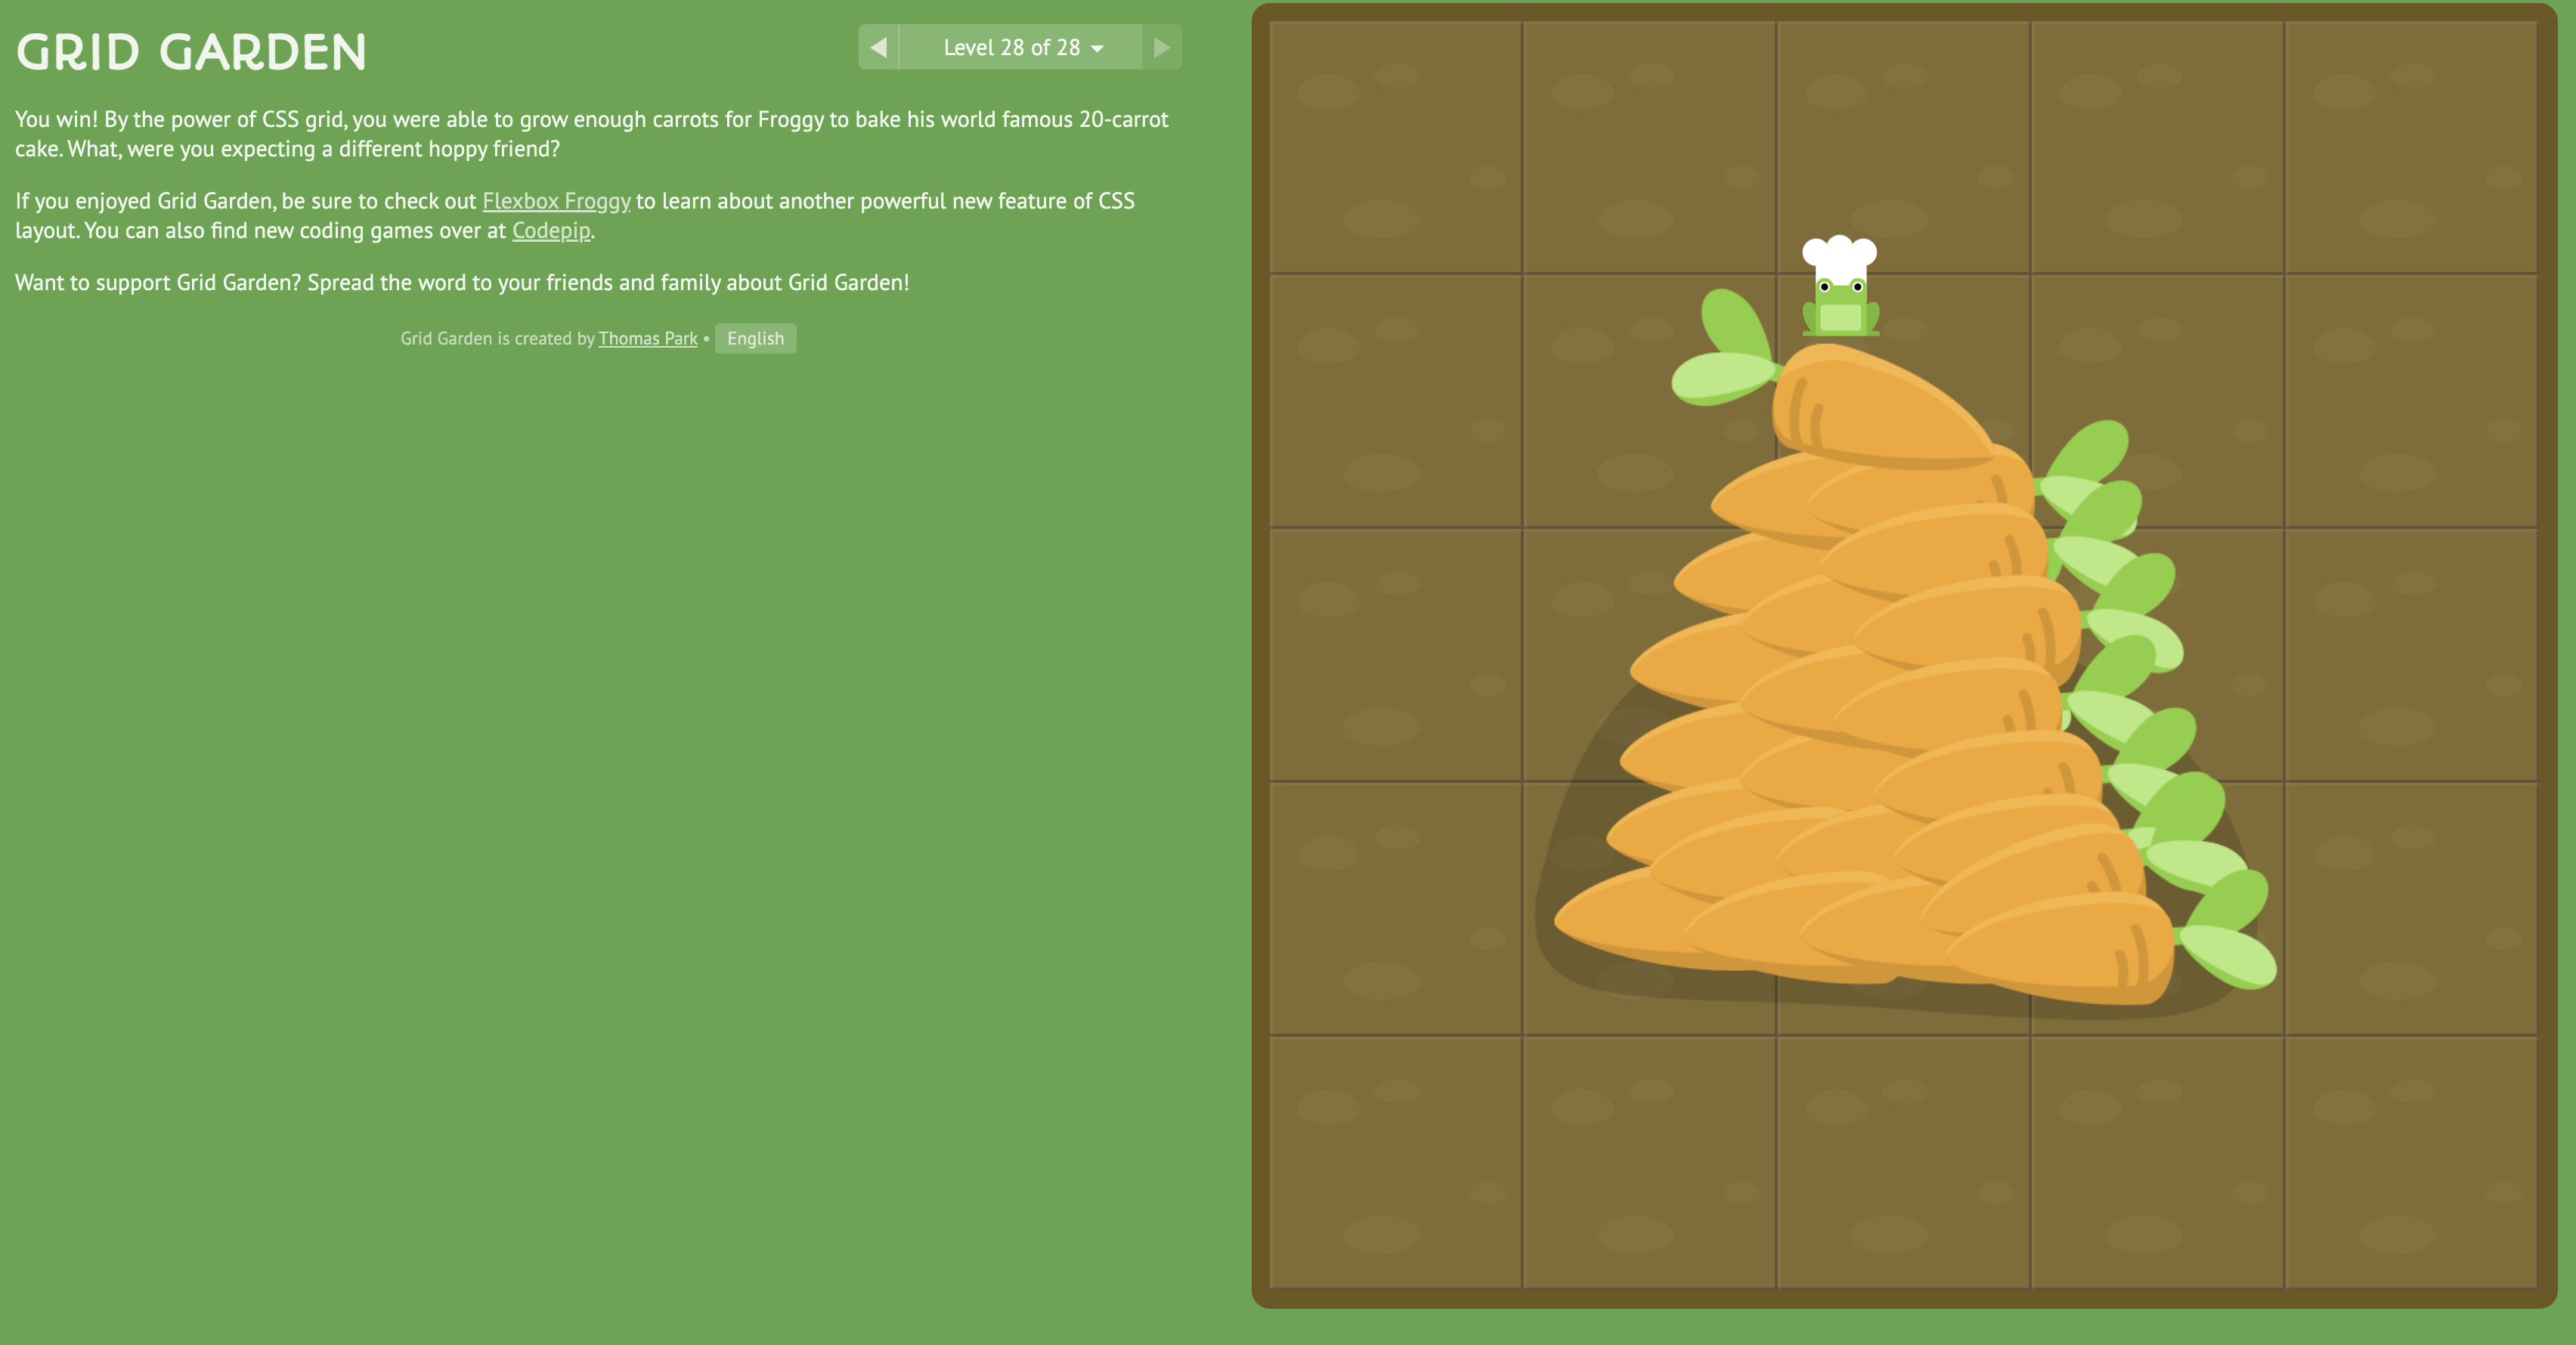 GRID GARDEN
Level 28 of 28
You win! By the power of CSS grid, you were able to grow enough carrots for Froggy to bake his world famous 20-carrot
cake. What, were you expecting a different hoppy friend?
If you enjoyed Grid Garden, be sure to check out Flexbox Froggy to learn about another powerful new feature of CSS
layout. You can also find new coding games over at Codepip.
Want to support Grid Garden? Spread the word to your friends and family about Grid Garden!
Grid Garden is created by Thomas Park • English